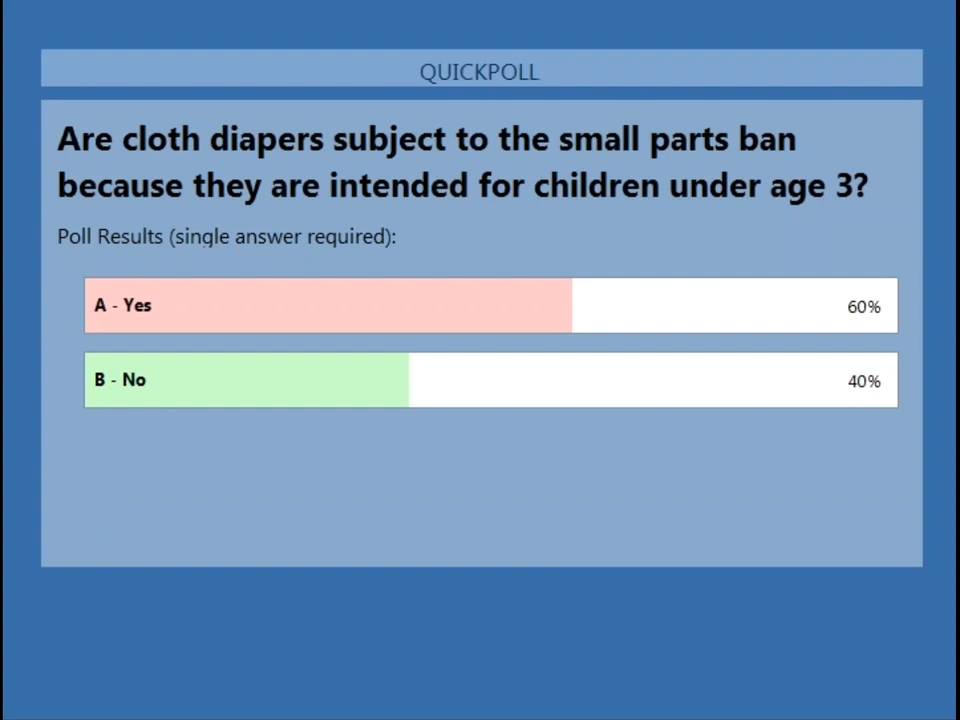 QUICKPOLL
Are cloth diapers subject to the small parts ban
because they are intended for children under age 3?
Poll Results (single answer required):
A - Yes 60%
B - No 40%